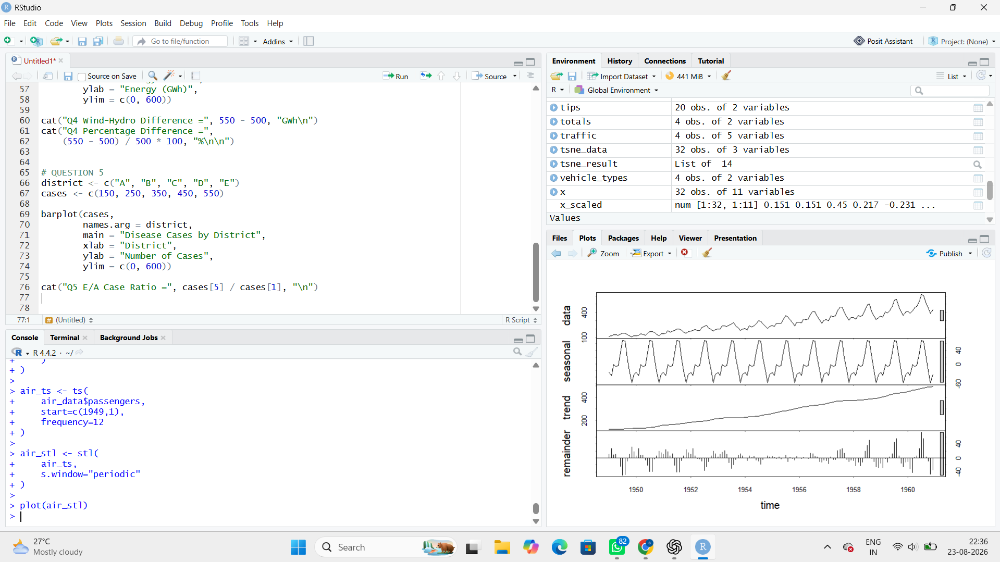 RStudio
File Edit Code View Plots Session Build Debug Profile Tools Help
Go to file/function Addins Posit Assistant Project: (None)
Untitled1*
Source on Save Run Source
57 ylab = "Energy (GWh)",
58 ylim = c(0, 600))
59
60 cat("Q4 Wind-Hydro Difference =", 550 - 500, "GWh\n")
61 cat("Q4 Percentage Difference =",
62 (550 - 500) / 500 * 100, "%\n\n")
63
64
65 # QUESTION 5
66 district <- c("A", "B", "C", "D", "E")
67 cases <- c(150, 250, 350, 450, 550)
68
69 barplot(cases,
70 names.arg = district,
71 main = "Disease Cases by District",
72 xlab = "District",
73 ylab = "Number of Cases",
74 ylim = c(0, 600))
75
76 cat("Q5 E/A Case Ratio =", cases[5] / cases[1], "\n")
77
78
77:1 # (Untitled) R Script
Console Terminal Background Jobs
R R 4.4.2 · ~/
+ )
+ )
>
> air_ts <- ts(
+ air_data$passengers,
+ start=c(1949,1),
+ frequency=12
+ )
>
> air_stl <- stl(
+ air_ts,
+ s.window="periodic"
+ )
>
> plot(air_stl)
>
Environment History Connections Tutorial
Import Dataset 441 MiB List
R Global Environment
tips 20 obs. of 2 variables
totals 4 obs. of 2 variables
traffic 4 obs. of 5 variables
tsne_data 32 obs. of 3 variables
tsne_result List of 14
vehicle_types 4 obs. of 2 variables
x 32 obs. of 11 variables
x_scaled num [1:32, 1:11] 0.151 0.151 0.45 0.217 -0.231 ...
Values
Files Plots Packages Help Viewer Presentation
Zoom Export Publish
data
100 400
seasonal
-60 0 40
trend
200 400
remainder
-40 0 40
1950 1952 1954 1956 1958 1960
time
27°C
Mostly cloudy
Search
82
ENG
IN
22:36
23-08-2026